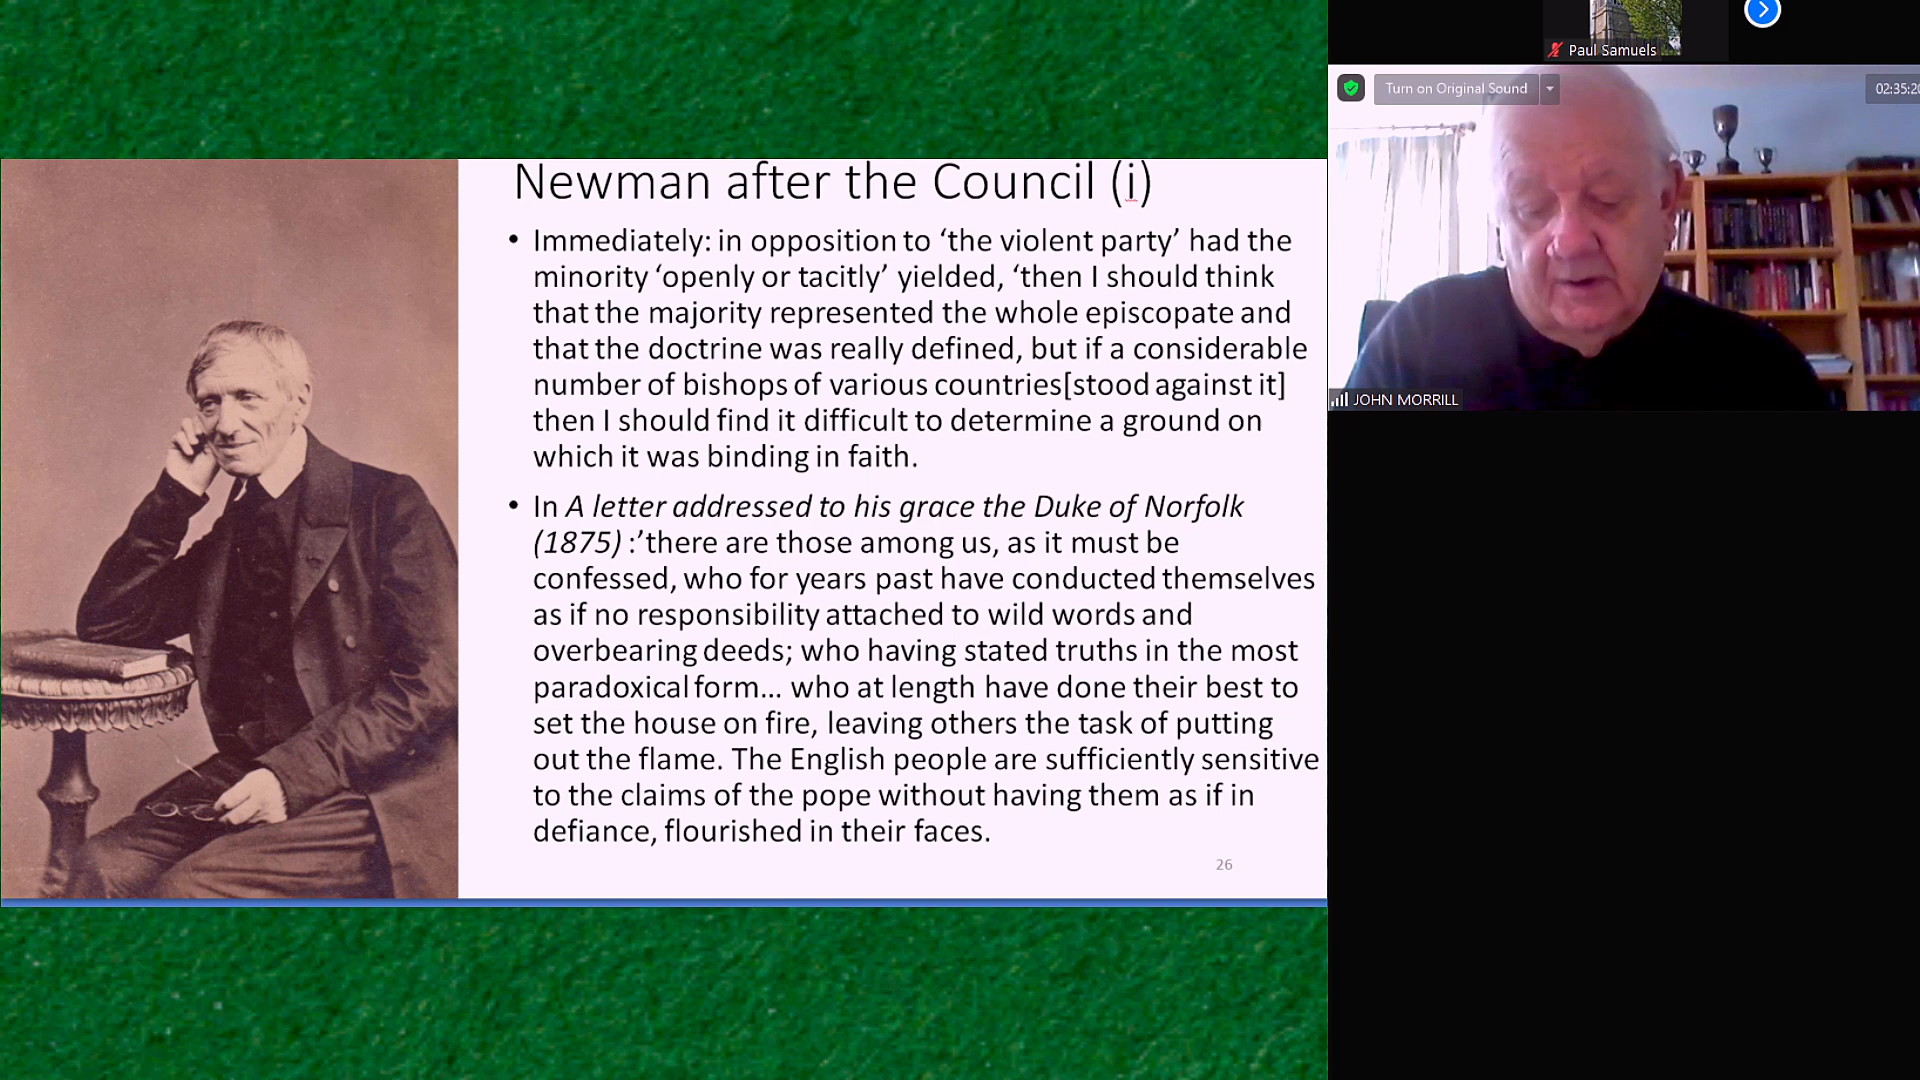 Newman after the Council (i)
• Immediately: in opposition to ‘the violent party’ had the
minority ‘openly or tacitly’ yielded, ‘then I should think
that the majority represented the whole episcopate and
that the doctrine was really defined, but if a considerable
number of bishops of various countries[stood against it]
then I should find it difficult to determine a ground on
which it was binding in faith.
• In A letter addressed to his grace the Duke of Norfolk
(1875) :’there are those among us, as it must be
confessed, who for years past have conducted themselves
as if no responsibility attached to wild words and
overbearing deeds; who having stated truths in the most
paradoxical form... who at length have done their best to
set the house on fire, leaving others the task of putting
out the flame. The English people are sufficiently sensitive
to the claims of the pope without having them as if in
defiance, flourished in their faces.
26
Paul Samuels
Turn on Original Sound
02:35:20
JOHN MORRILL